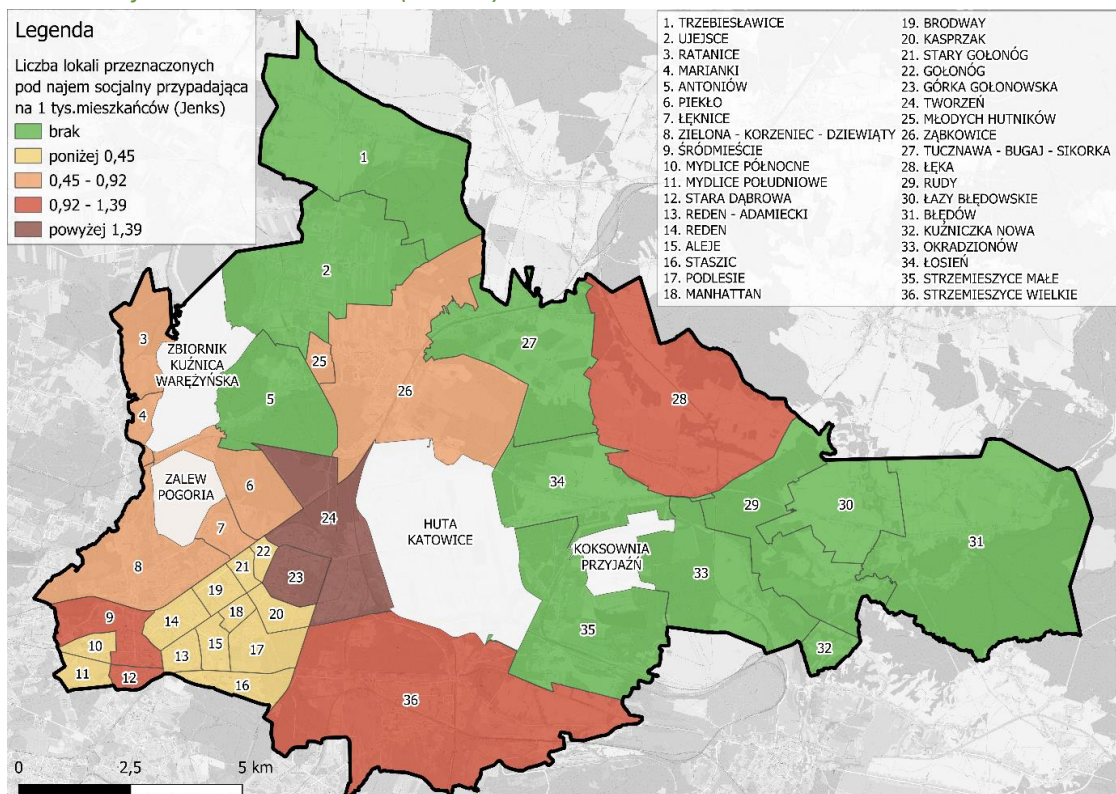 Legenda
Liczba lokali przeznaczonych
pod najem socjalny przypadająca
na 1 tys.mieszkańców (Jenks)
brak
poniżej 0,45
0,45 - 0,92
0,92 - 1,39
powyżej 1,39
1. TRZEBIESŁAWICE
2. UJEJSCE
3. RATANICE
4. MARIANKI
5. ANTONIÓW
6. PIEKŁO
7. ŁĘKNICE
8. ZIELONA - KORZENIEC - DZIEWIĄTY
9. ŚRÓDMIEŚCIE
10. MYDLICE PÓŁNOCNE
11. MYDLICE POŁUDNIOWE
12. STARA DĄBROWA
13. REDEN - ADAMIECKI
14. REDEN
15. ALEJE
16. STASZIC
17. PODLESIE
18. MANHATTAN
19. BRODWAY
20. KASPRZAK
21. STARY GOŁONÓG
22. GOŁONÓG
23. GÓRKA GOŁONOWSKA
24. TWORZEŃ
25. MŁODYCH HUTNIKÓW
26. ZĄBKOWICE
27. TUCZNAWA - BUGAJ - SIKORKA
28. ŁĘKA
29. RUDY
30. ŁAZY BŁĘDOWSKIE
31. BŁĘDÓW
32. KUŹNICZKA NOWA
33. OKRADZIONÓW
34. ŁOSIEŃ
35. STRZEMIESZYCE MAŁE
36. STRZEMIESZYCE WIELKIE
1
2
3
ZBIORNIK
KUŹNICA
WARĘŻYŃSKA
25
27
26
5
28
4
ZALEW
POGORIA
6
34
24
29
30
7
HUTA
KATOWICE
31
KOKSOWNIA
PRZYJAŹŃ
8
22
21
23
33
19
9
18
20
14
35
10
15
17
32
13
11
12
16
36
0
2,5
5 km